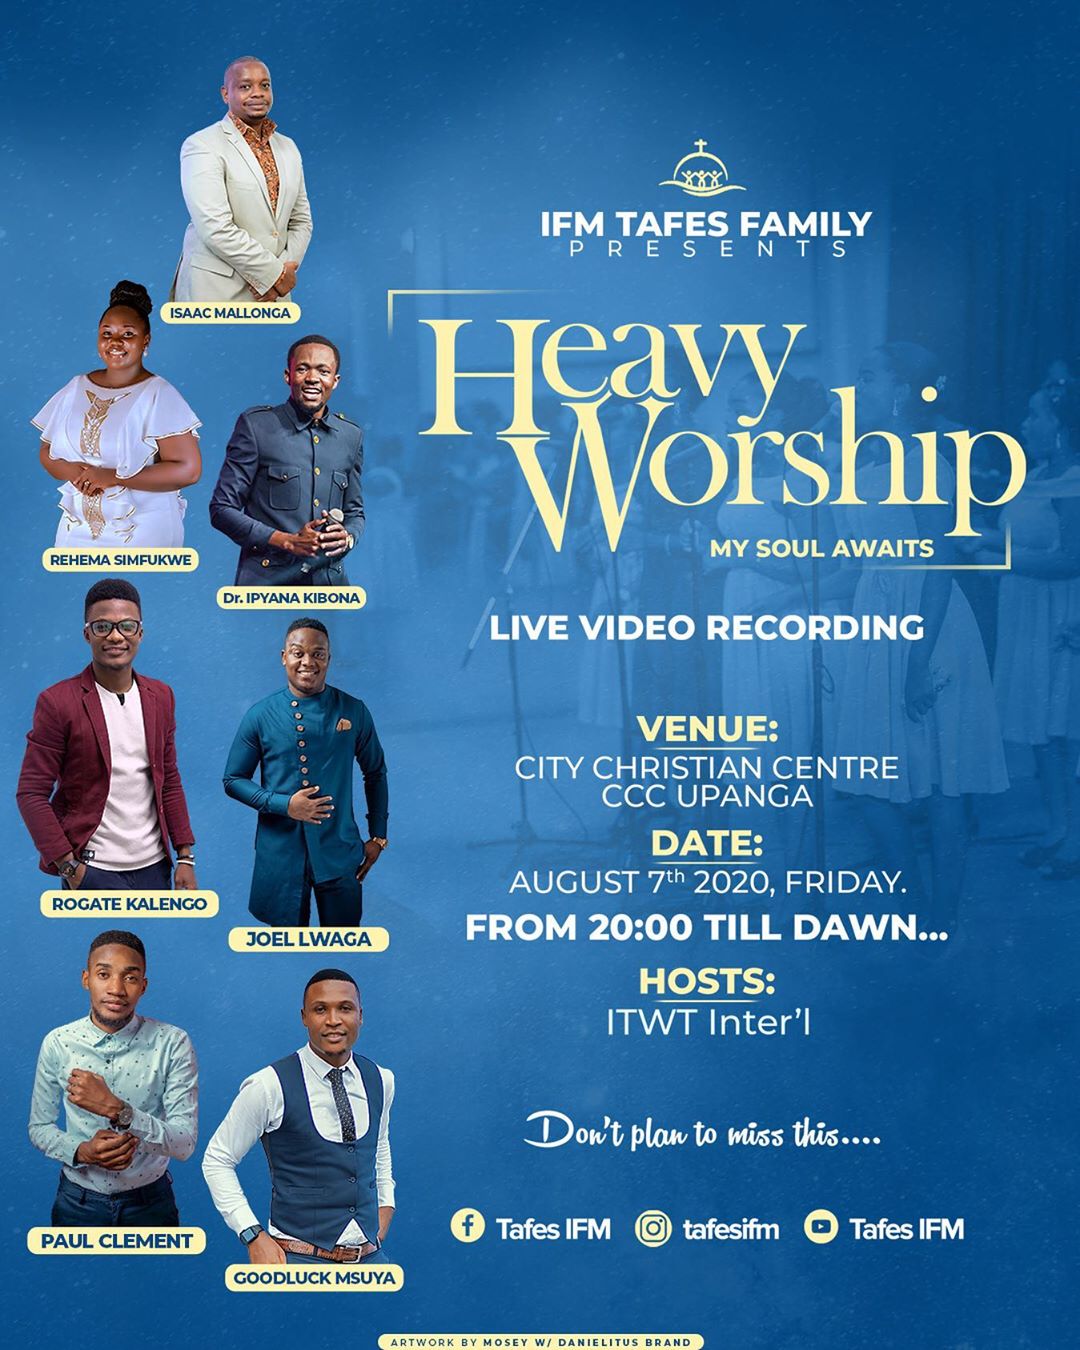 IFM TAFES FAMILY
PRESENTS
Heavy
Worship
MY SOUL AWAITS
LIVE VIDEO RECORDING
VENUE:
CITY CHRISTIAN CENTRE
CCC UPANGA
DATE:
AUGUST 7th 2020, FRIDAY.
FROM 20:00 TILL DAWN...
HOSTS:
ITWT Inter'l
Don't plan to miss this....
Tafes IFM
tafesifm
Tafes IFM
ISAAC MALLONGA
REHEMA SIMFUKWE
Dr. IPYANA KIBONA
ROGATE KALENGO
JOEL LWAGA
PAUL CLEMENT
GOODLUCK MSUYA
ARTWORK BY MOSEY W/ DANIELITUS BRAND